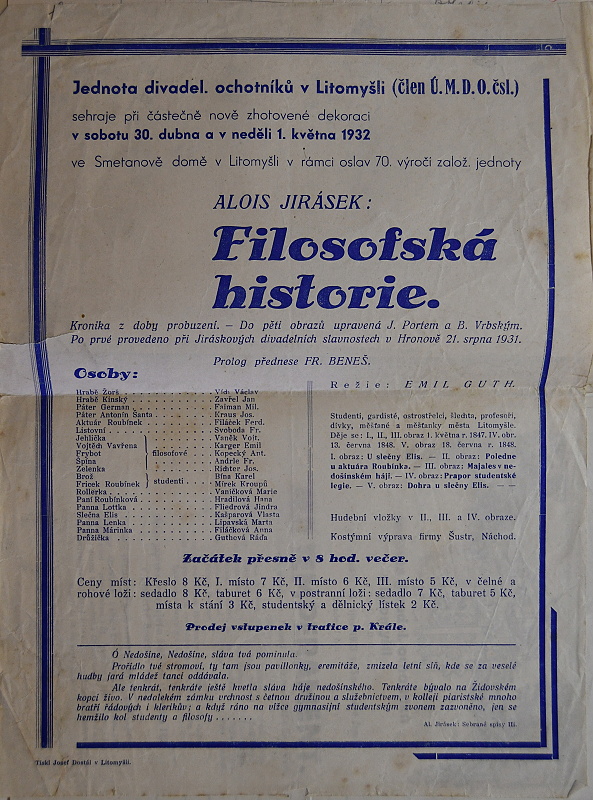 Jednota divadel. ochotníků v Litomyšli (člen Ú. M. D. O. čsl.)
sehraje při částečně nově zhotovené dekoraci
v sobotu 30. dubna a v neděli 1. května 1932
ve Smetanově domě v Litomyšli v rámci oslav 70. výročí založ. jednoty
ALOIS JIRÁSEK:
Filosofská
historie.
Kronika z doby probuzení. – Do pěti obrazů upravená J. Portem a B. Vrbským.
Po prvé provedeno při Jiráskových divadelních slavnostech v Hronově 21. srpna 1931.
Prolog přednese FR. BENEŠ.
Osoby:
Hrabě Žorž . . . . . . . . . . Vidi Václav
Hrabě Kinský . . . . . . . . . Zavřel Jan
Páter German . . . . . . . . . Faiman Mil.
Páter Antonín Santa . . . . . . Kraus Jos.
Aktuár Roubínek . . . . . . . . Filáček Ferd.
Listovní . . . . . . . . . . . Svoboda Fr.
Jehlička . . . . Vaněk Vojt.
Vojtěch Vavřena . . . . Karger Emil
Frybort filosofové . . . Kopecký Ant.
Špína . . . . Andrle Fr.
Zelenka . . . . Richter Jos.
Brož . . . . Bína Karel
Fricek Roubínek studenti . . . . Mírek Kroupů
Rollerka . . . . . . . . . . . Vaníčková Marie
Paní Roubínková . . . . . . . . Hradilová Hana
Panna Lottka . . . . . . . . . Fliedrová Jindra
Slečna Elis . . . . . . . . . . Kašparová Vlasta
Panna Lenka . . . . . . . . . . Lipavská Marta
Panna Márinka . . . . . . . . . Filáčková Anna
Družička . . . . . . . . . . . Guthová Ráďa
Režie: EMIL GUTH.
Studenti, gardisté, ostrostřelci, šlechta, profesoři,
dívky, měšťané a měšťanky města Litomyšle.
Děje se: I., II., III. obraz 1. květná r. 1847. IV. obr.
13. června 1848. V. obraz 18. června r. 1848.
I. obraz: U slečny Elis. – II. obraz: Poledne
u aktuára Roubínka. – III. obraz: Majales v ne-
došínském háji. – IV. obraz: Prapor studentské
legie. – V. obraz: Dohra u slečny Elis. – –
Hudební vložky v II., III. a IV. obraze.
Kostýmní výprava firmy Šustr, Náchod.
Začátek přesně v 8 hod. večer.
Ceny míst: Křeslo 8 Kč, I. místo 7 Kč, II. místo 6 Kč, III. místo 5 Kč, v čelné a
rohové loži: sedadlo 8 Kč, taburet 6 Kč, v postranní loži: sedadlo 7 Kč, taburet 5 Kč,
místa k stání 3 Kč, studentský a dělnický lístek 2 Kč.
Prodej vstupenek v trafice p. Krále.
Ó Nedošíne, Nedošíne, sláva tvá pominula.
Prořídlo tvé stromoví, ty tam jsou pavillonky, eremitáže, zmizela letní síň, kde se za veselé
hudby jará mládež tanci oddávala.
Ale tenkrát, tenkráte ještě kvetla sláva háje nedošínského. Tenkráte bývalo na Židovském
kopci živo. V nedalekém zámku vrchnost s četnou družinou a služebnictvem, v kolleji piaristské mnoho
bratří řádových i kleriků; a když ráno na vížce gymnasijní studentským zvonem zazvoněno, jen se
hemžilo kol studenty a filosofy . . . . . . .
Al. Jirásek: Sebrané spisy III.
Tiskl Josef Dostál v Litomyšli.